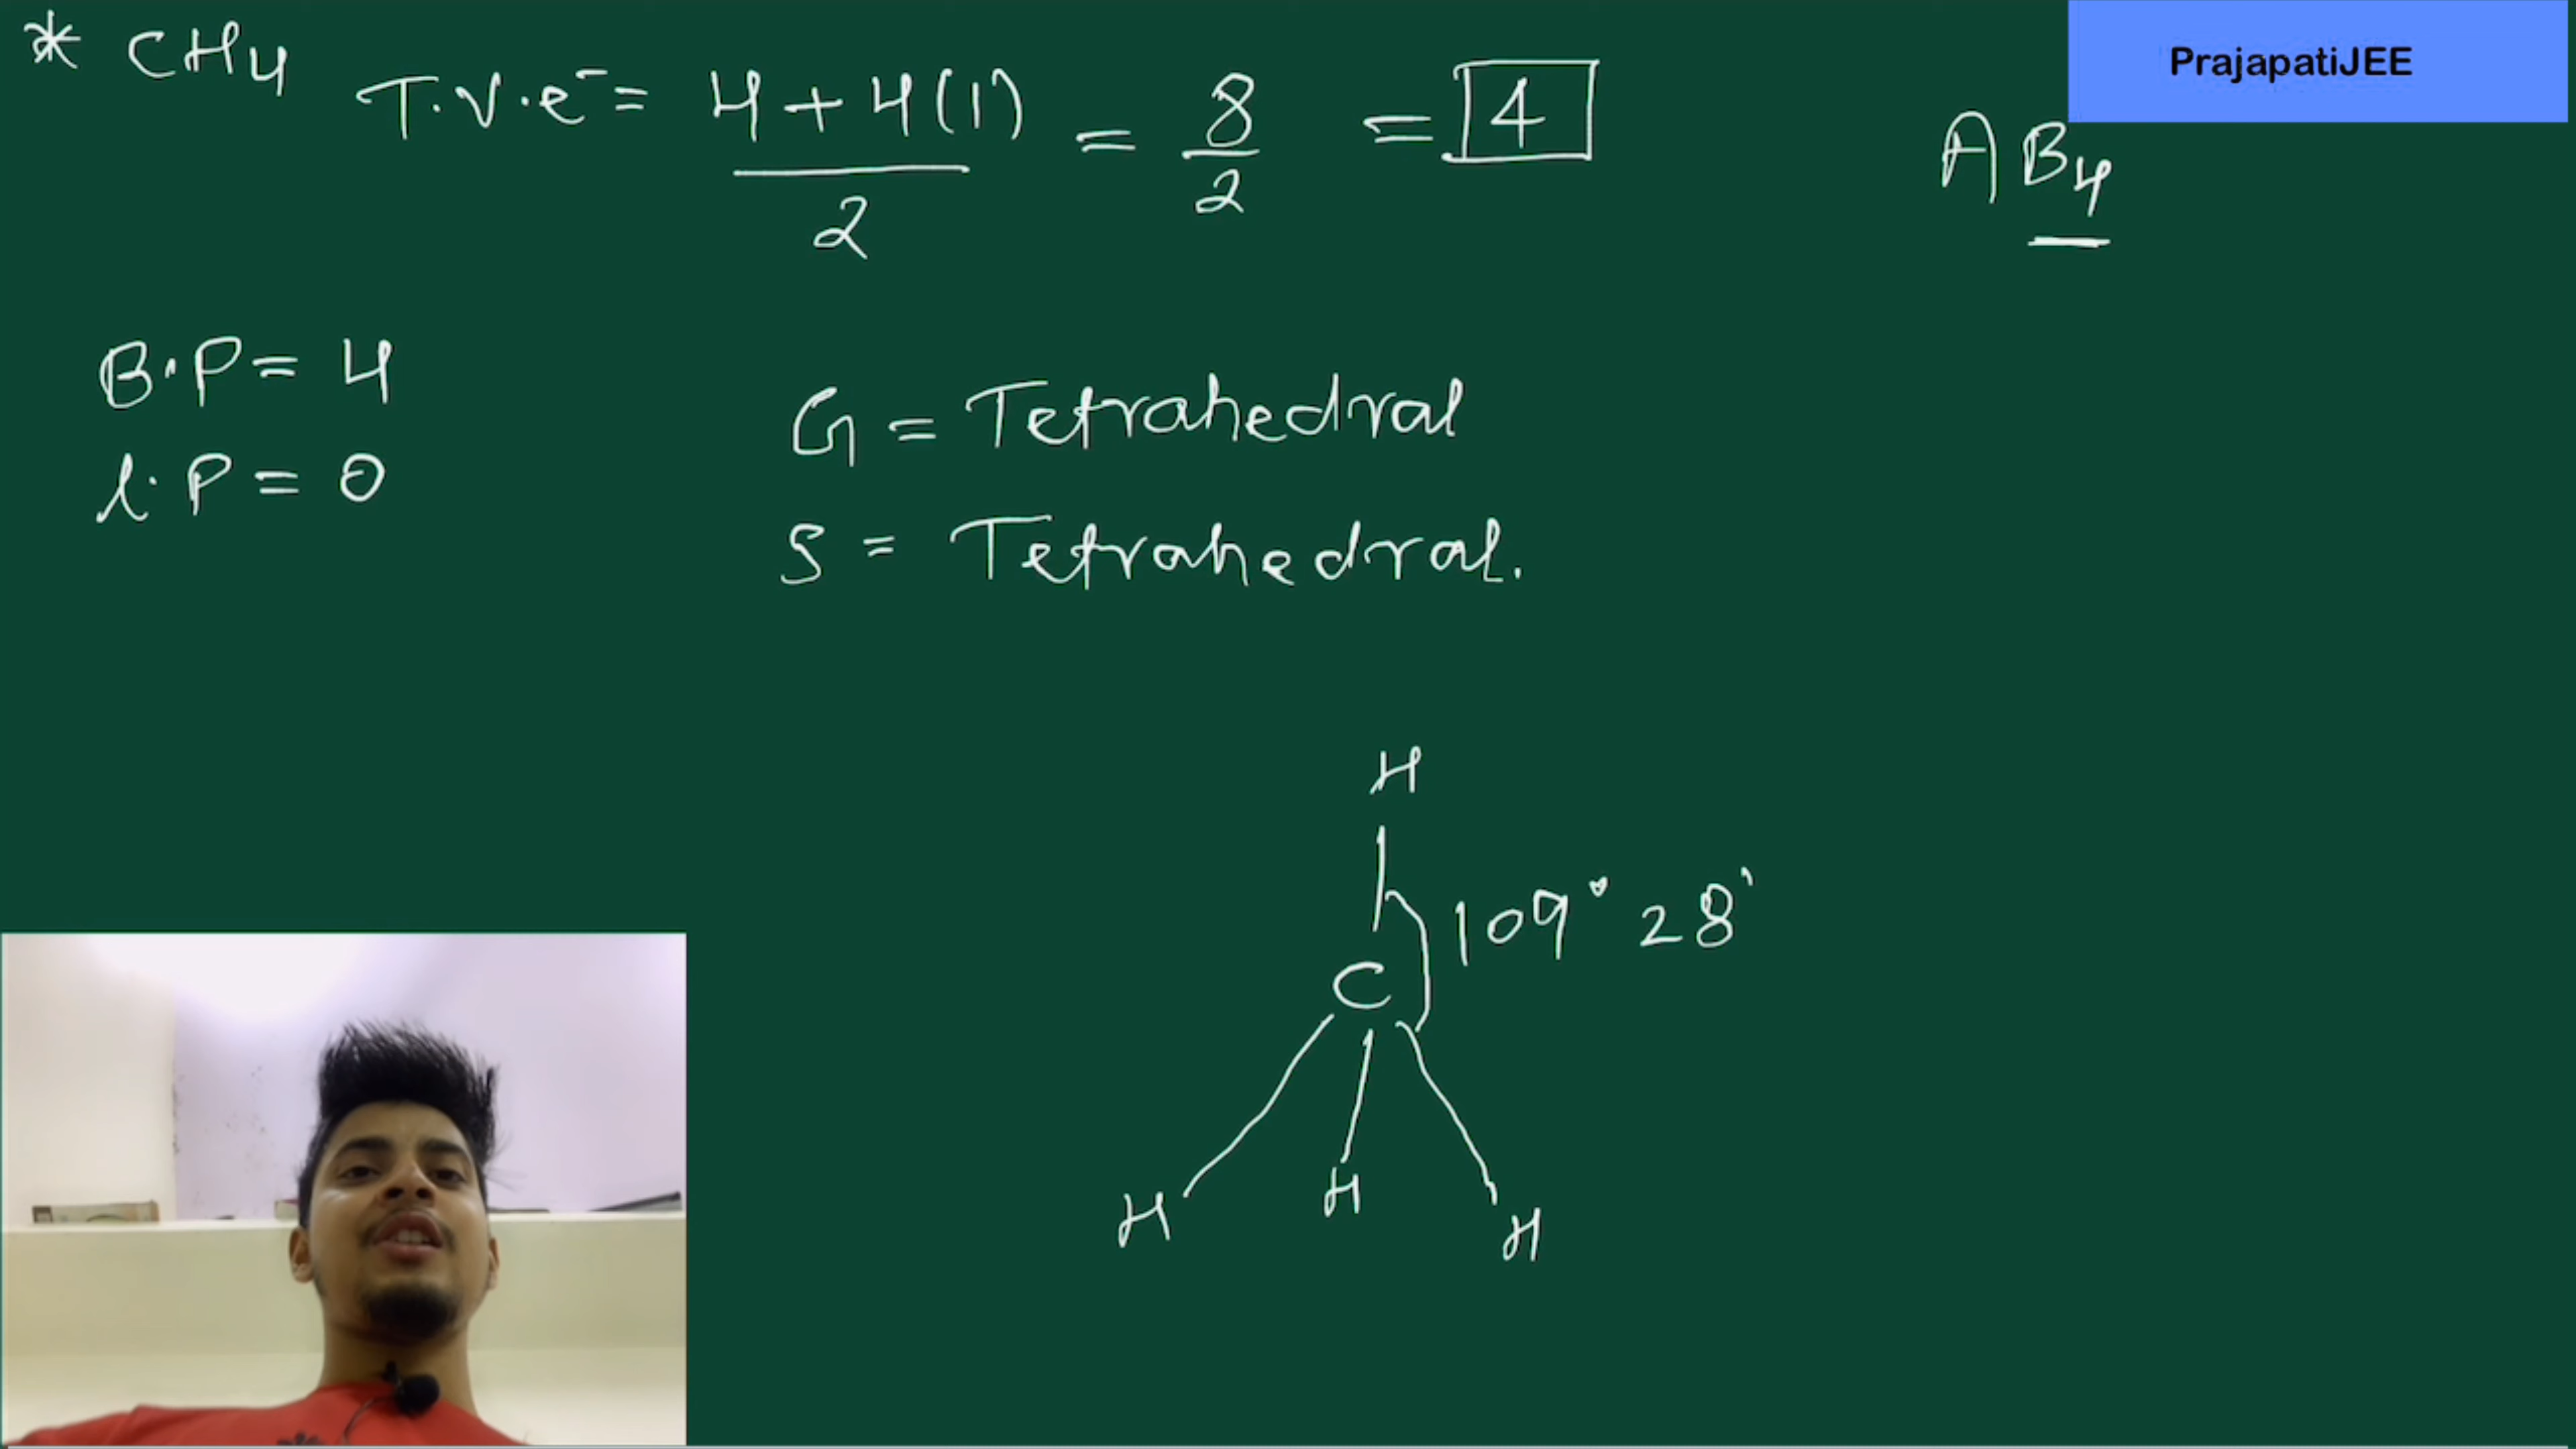 * CH4
T.V.e⁻ = 4 + 4(1) / 2 = 8/2 = 4
PrajapatiJEE
AB4
B.P = 4
l.P = 0
G = Tetrahedral
S = Tetrahedral.
H
109° 28'
C
H H H